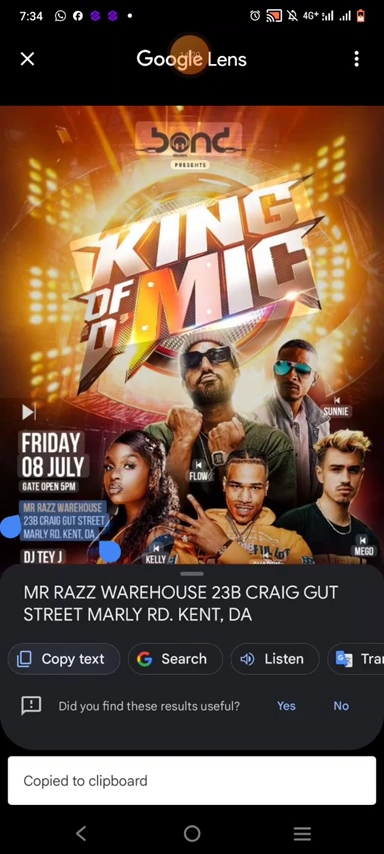 7:34
4G+
Google Lens
bond
PRESENTS
KING
OF
D' MIC
SUNNIE
FRIDAY
08 JULY
GATE OPEN 5PM
FLOW
MR RAZZ WAREHOUSE
23B CRAIG GUT STREET
MARLY RD. KENT, DA
DJ TEY J
KELLY
MEGO
MR RAZZ WAREHOUSE 23B CRAIG GUT
STREET MARLY RD. KENT, DA
Copy text
Search
Listen
Tran
Did you find these results useful?
Yes
No
Copied to clipboard